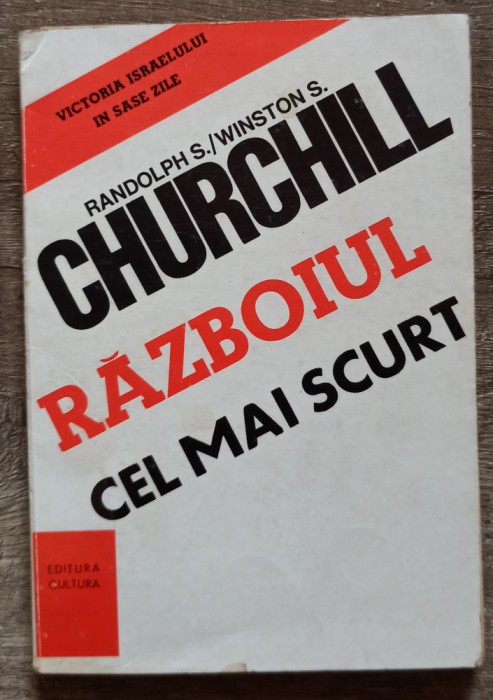 VICTORIA ISRAELULUI
IN SASE ZILE
RANDOLPH S./WINSTON S.
CHURCHILL
RĂZBOIUL
CEL MAI SCURT
EDITURA
CULTURA